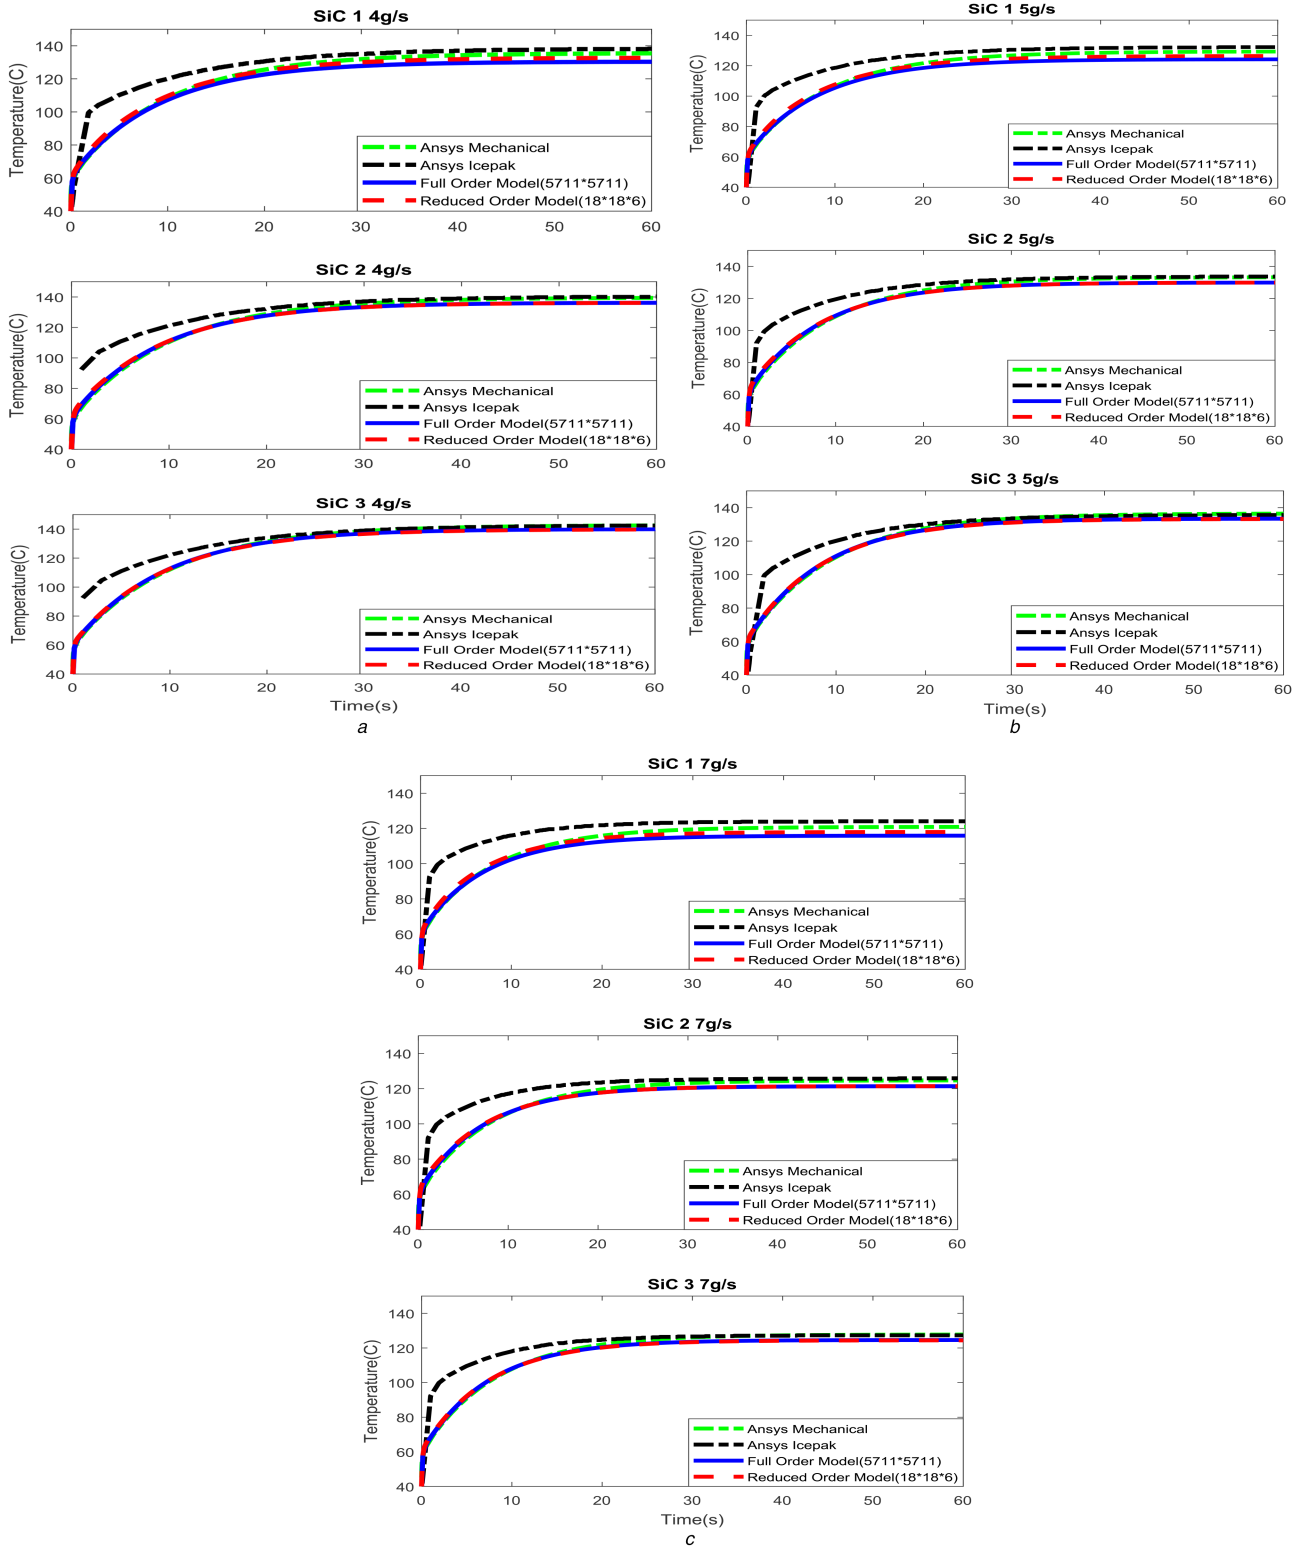 SiC 1 4g/s
Temperature(C)
140
120
100
80
60
40
0 10 20 30 40 50 60
Ansys Mechanical
Ansys Icepak
Full Order Model(5711*5711)
Reduced Order Model(18*18*6)
SiC 2 4g/s
Temperature(C)
140
120
100
80
60
40
0 10 20 30 40 50 60
Ansys Mechanical
Ansys Icepak
Full Order Model(5711*5711)
Reduced Order Model(18*18*6)
SiC 3 4g/s
Temperature(C)
140
120
100
80
60
40
0 10 20 30 40 50 60
Ansys Mechanical
Ansys Icepak
Full Order Model(5711*5711)
Reduced Order Model(18*18*6)
Time(s)
a
SiC 1 5g/s
Temperature(C)
140
120
100
80
60
40
0 10 20 30 40 50 60
Ansys Mechanical
Ansys Icepak
Full Order Model(5711*5711)
Reduced Order Model(18*18*6)
SiC 2 5g/s
Temperature(C)
140
120
100
80
60
40
0 10 20 30 40 50 60
Ansys Mechanical
Ansys Icepak
Full Order Model(5711*5711)
Reduced Order Model(18*18*6)
SiC 3 5g/s
Temperature(C)
140
120
100
80
60
40
0 10 20 30 40 50 60
Ansys Mechanical
Ansys Icepak
Full Order Model(5711*5711)
Reduced Order Model(18*18*6)
Time(s)
b
SiC 1 7g/s
Temperature(C)
140
120
100
80
60
40
0 10 20 30 40 50 60
Ansys Mechanical
Ansys Icepak
Full Order Model(5711*5711)
Reduced Order Model(18*18*6)
SiC 2 7g/s
Temperature(C)
140
120
100
80
60
40
0 10 20 30 40 50 60
Ansys Mechanical
Ansys Icepak
Full Order Model(5711*5711)
Reduced Order Model(18*18*6)
SiC 3 7g/s
Temperature(C)
140
120
100
80
60
40
0 10 20 30 40 50 60
Ansys Mechanical
Ansys Icepak
Full Order Model(5711*5711)
Reduced Order Model(18*18*6)
Time(s)
c